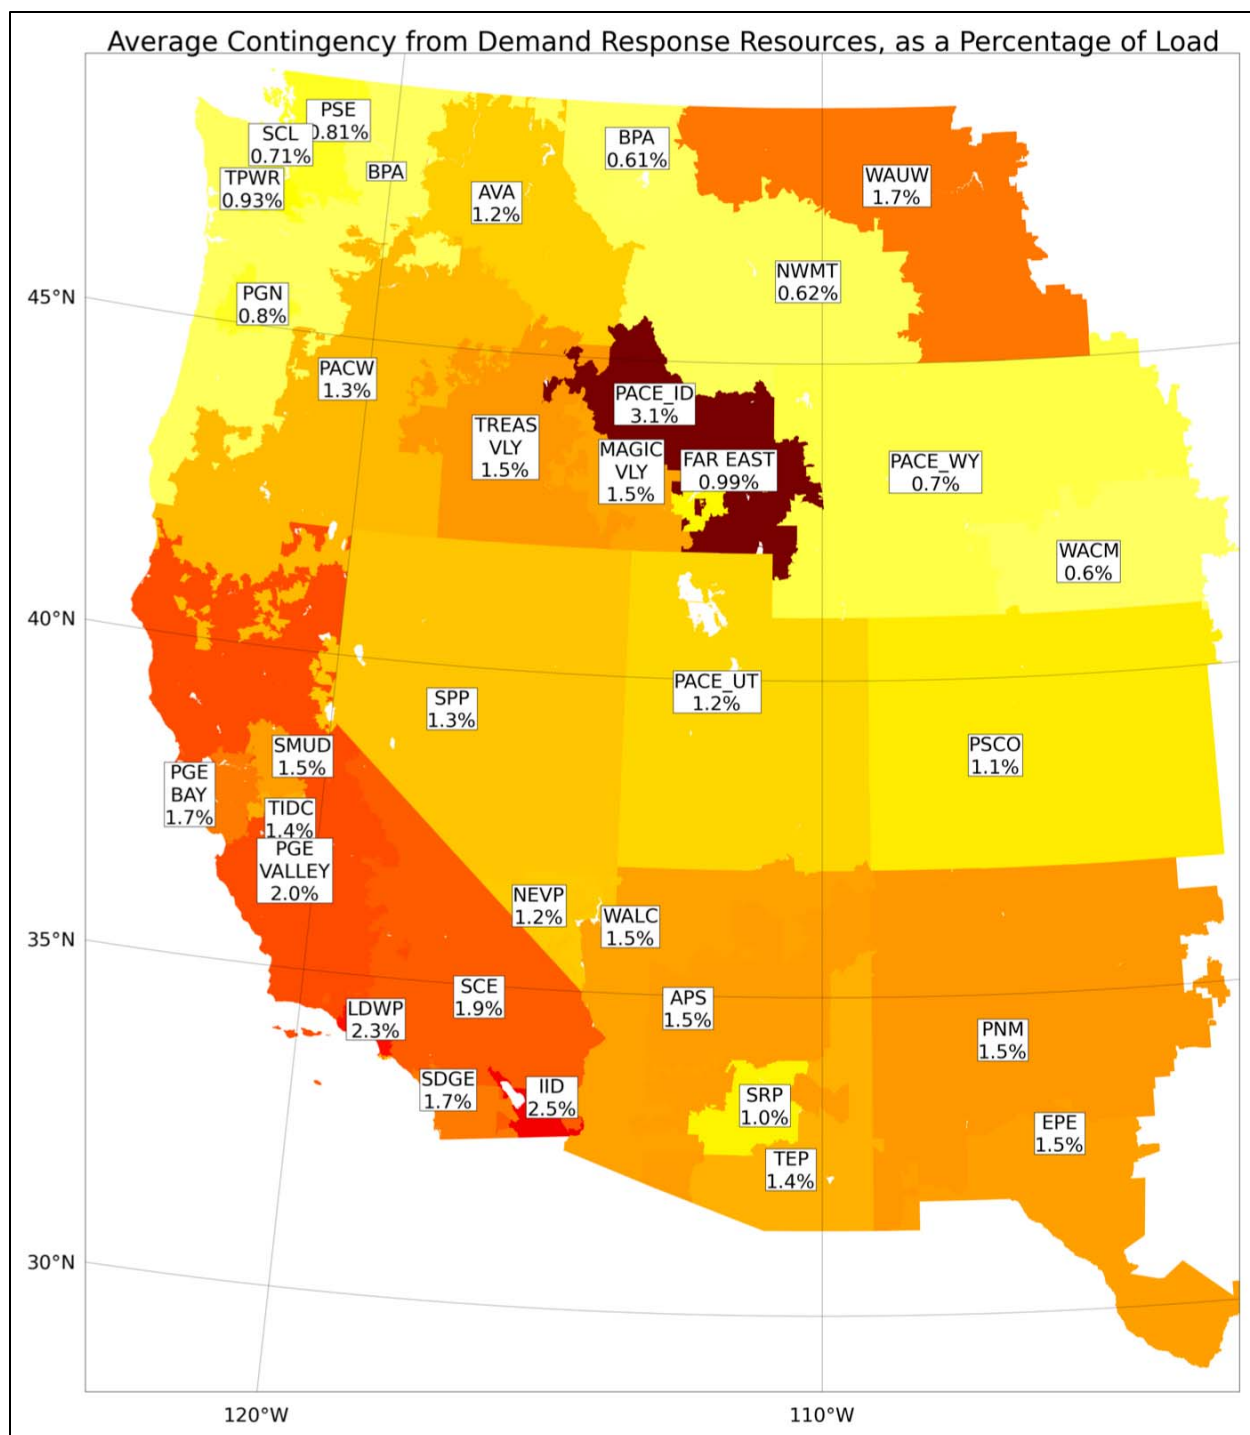 Average Contingency from Demand Response Resources, as a Percentage of Load
PSE
0.81%
SCL
0.71%
TPWR
0.93%
BPA
BPA
0.61%
AVA
1.2%
WAUW
1.7%
NWMT
0.62%
45°N
PGN
0.8%
PACW
1.3%
PACE_ID
3.1%
TREAS
VLY
1.5%
MAGIC
VLY
1.5%
FAR EAST
0.99%
PACE_WY
0.7%
WACM
0.6%
40°N
SPP
1.3%
PACE_UT
1.2%
PSCO
1.1%
SMUD
1.5%
PGE
BAY
1.7%
TIDC
1.4%
PGE
VALLEY
2.0%
NEVP
1.2%
WALC
1.5%
35°N
SCE
1.9%
LDWP
2.3%
APS
1.5%
PNM
1.5%
SDGE
1.7%
IID
2.5%
SRP
1.0%
EPE
1.5%
TEP
1.4%
30°N
120°W
110°W